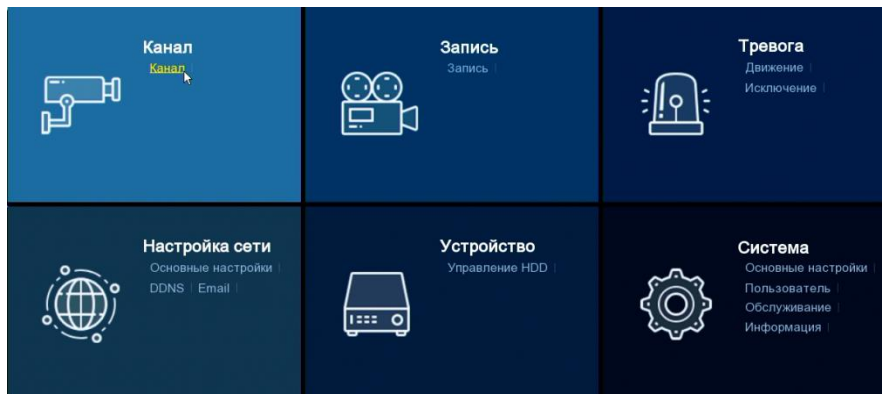 Канал
Канал |
Запись
Запись |
Тревога
Движение |
Исключение |
Настройка сети
Основные настройки |
DDNS | Email |
Устройство
Управление HDD |
Система
Основные настройки |
Пользователь |
Обслуживание |
Информация |